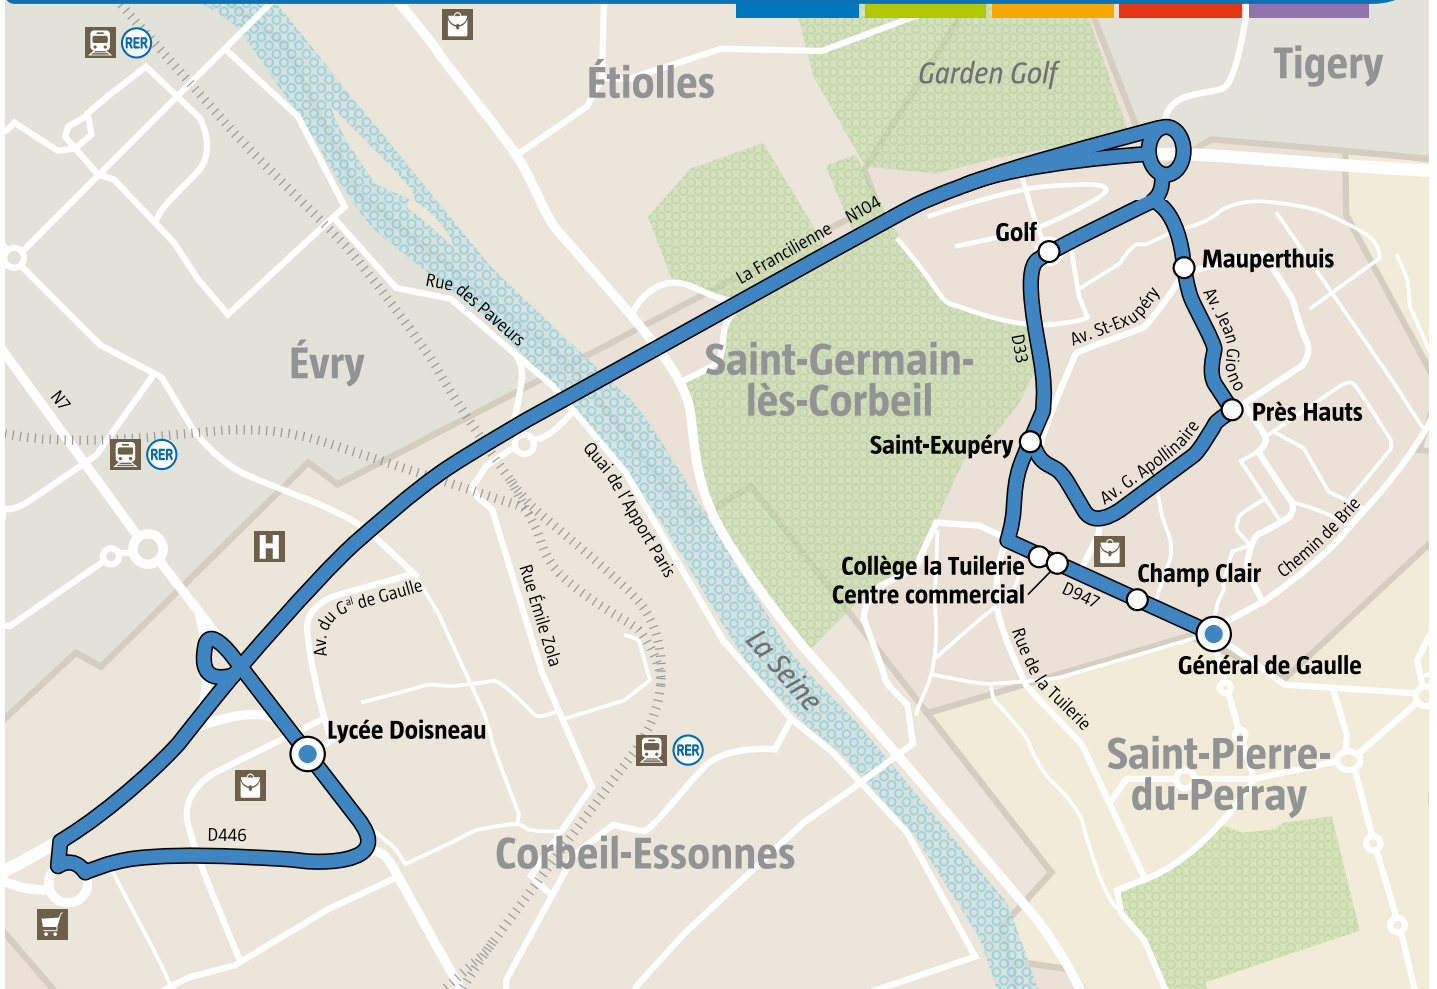 RER
Étiolles
Garden Golf
Tigery
La Francilienne
N104
Golf
Mauperthuis
Rue des Paveurs
Av. St-Exupéry
Av. Jean Giono
D33
Évry
Saint-Germain-
lès-Corbeil
N7
Près Hauts
Saint-Exupéry
RER
Av. G. Apollinaire
Quai de l'Apport Paris
H
Chemin de Brie
Collège la Tuilerie
Centre commercial
Champ Clair
D947
Av. du Gal de Gaulle
Rue Émile Zola
La Seine
Rue de la Tuilerie
Général de Gaulle
Lycée Doisneau
RER
Saint-Pierre-
du-Perray
D446
Corbeil-Essonnes